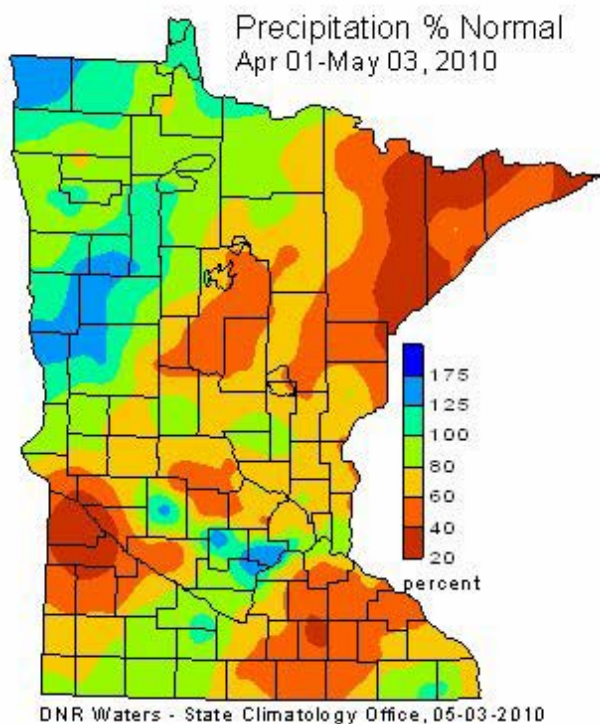 Precipitation % Normal
Apr 01-May 03, 2010
175
125
100
80
60
40
20
percent
DNR Waters - State Climatology Office, 05-03-2010